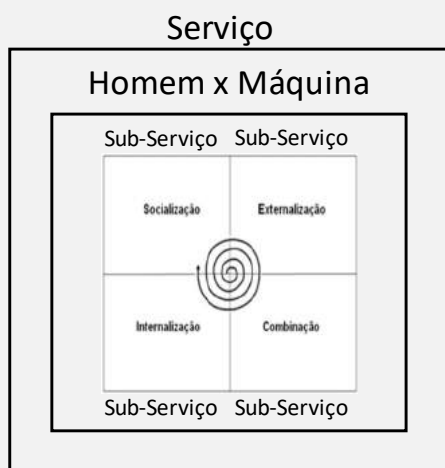 Serviço
Homem x Máquina
Sub-Serviço Sub-Serviço
Socialização Externalização
Internalização Combinação
Sub-Serviço Sub-Serviço